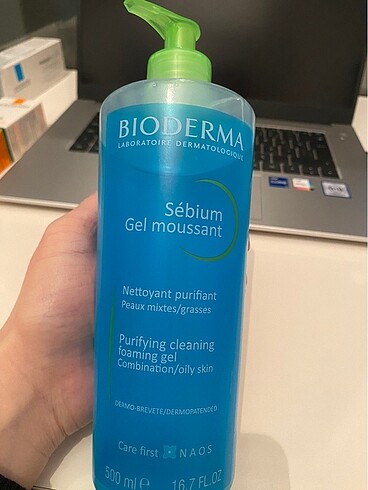 BIODERMA
LABORATOIRE DERMATOLOGIQUE
Sébium
Gel moussant
Nettoyant purifiant
Peaux mixtes/grasses
Purifying cleaning
foaming gel
Combination/oily skin
DERMO-BREVETÉ/DERMOPATENTED
Care first NAOS
500 ml e 16.7 FL.OZ